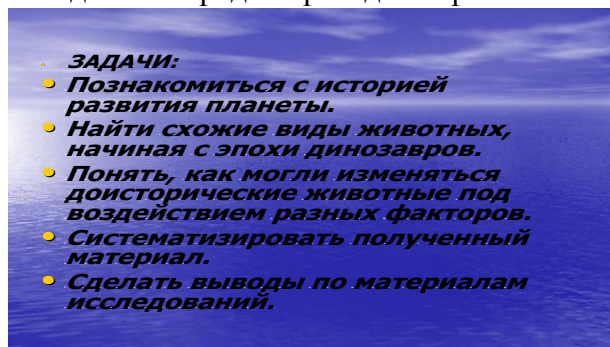 ЗАДАЧИ:
Познакомиться с историей
развития планеты.
Найти схожие виды животных,
начиная с эпохи динозавров.
Понять, как могли изменяться
доисторические животные под
воздействием разных факторов.
Систематизировать полученный
материал.
Сделать выводы по материалам
исследований.